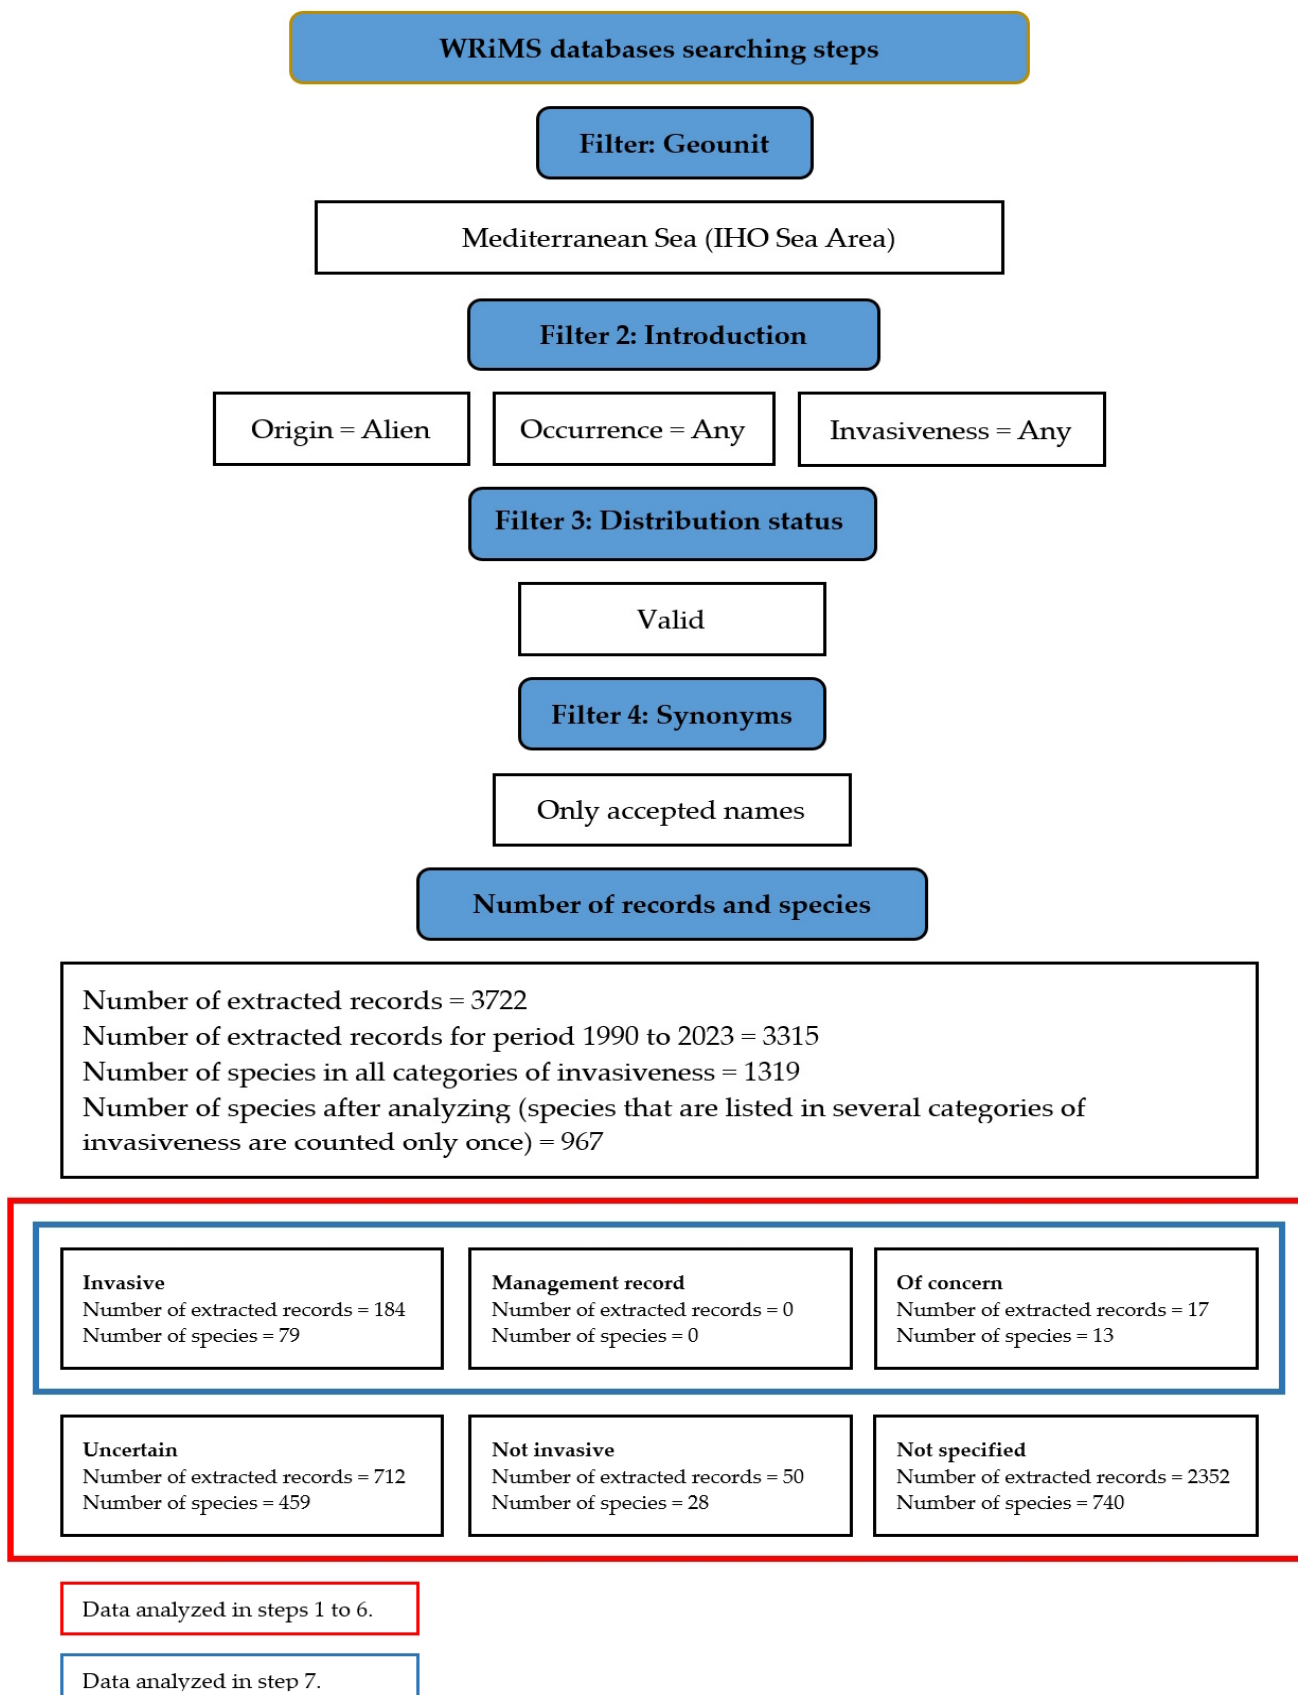 WRiMS databases searching steps
Filter: Geounit
Mediterranean Sea (IHO Sea Area)
Filter 2: Introduction
Origin = Alien
Occurrence = Any
Invasiveness = Any
Filter 3: Distribution status
Valid
Filter 4: Synonyms
Only accepted names
Number of records and species
Number of extracted records = 3722
Number of extracted records for period 1990 to 2023 = 3315
Number of species in all categories of invasiveness = 1319
Number of species after analyzing (species that are listed in several categories of
invasiveness are counted only once) = 967
Invasive
Number of extracted records = 184
Number of species = 79
Management record
Number of extracted records = 0
Number of species = 0
Of concern
Number of extracted records = 17
Number of species = 13
Uncertain
Number of extracted records = 712
Number of species = 459
Not invasive
Number of extracted records = 50
Number of species = 28
Not specified
Number of extracted records = 2352
Number of species = 740
Data analyzed in steps 1 to 6.
Data analyzed in step 7.